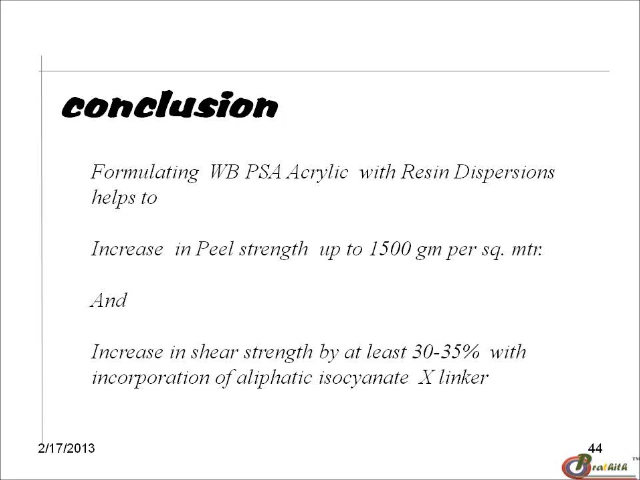 conclusion
Formulating WB PSA Acrylic with Resin Dispersions
helps to
Increase in Peel strength up to 1500 gm per sq. mtr.
And
Increase in shear strength by at least 30-35% with
incorporation of aliphatic isocyanate X linker
2/17/2013
44
Brathith TM